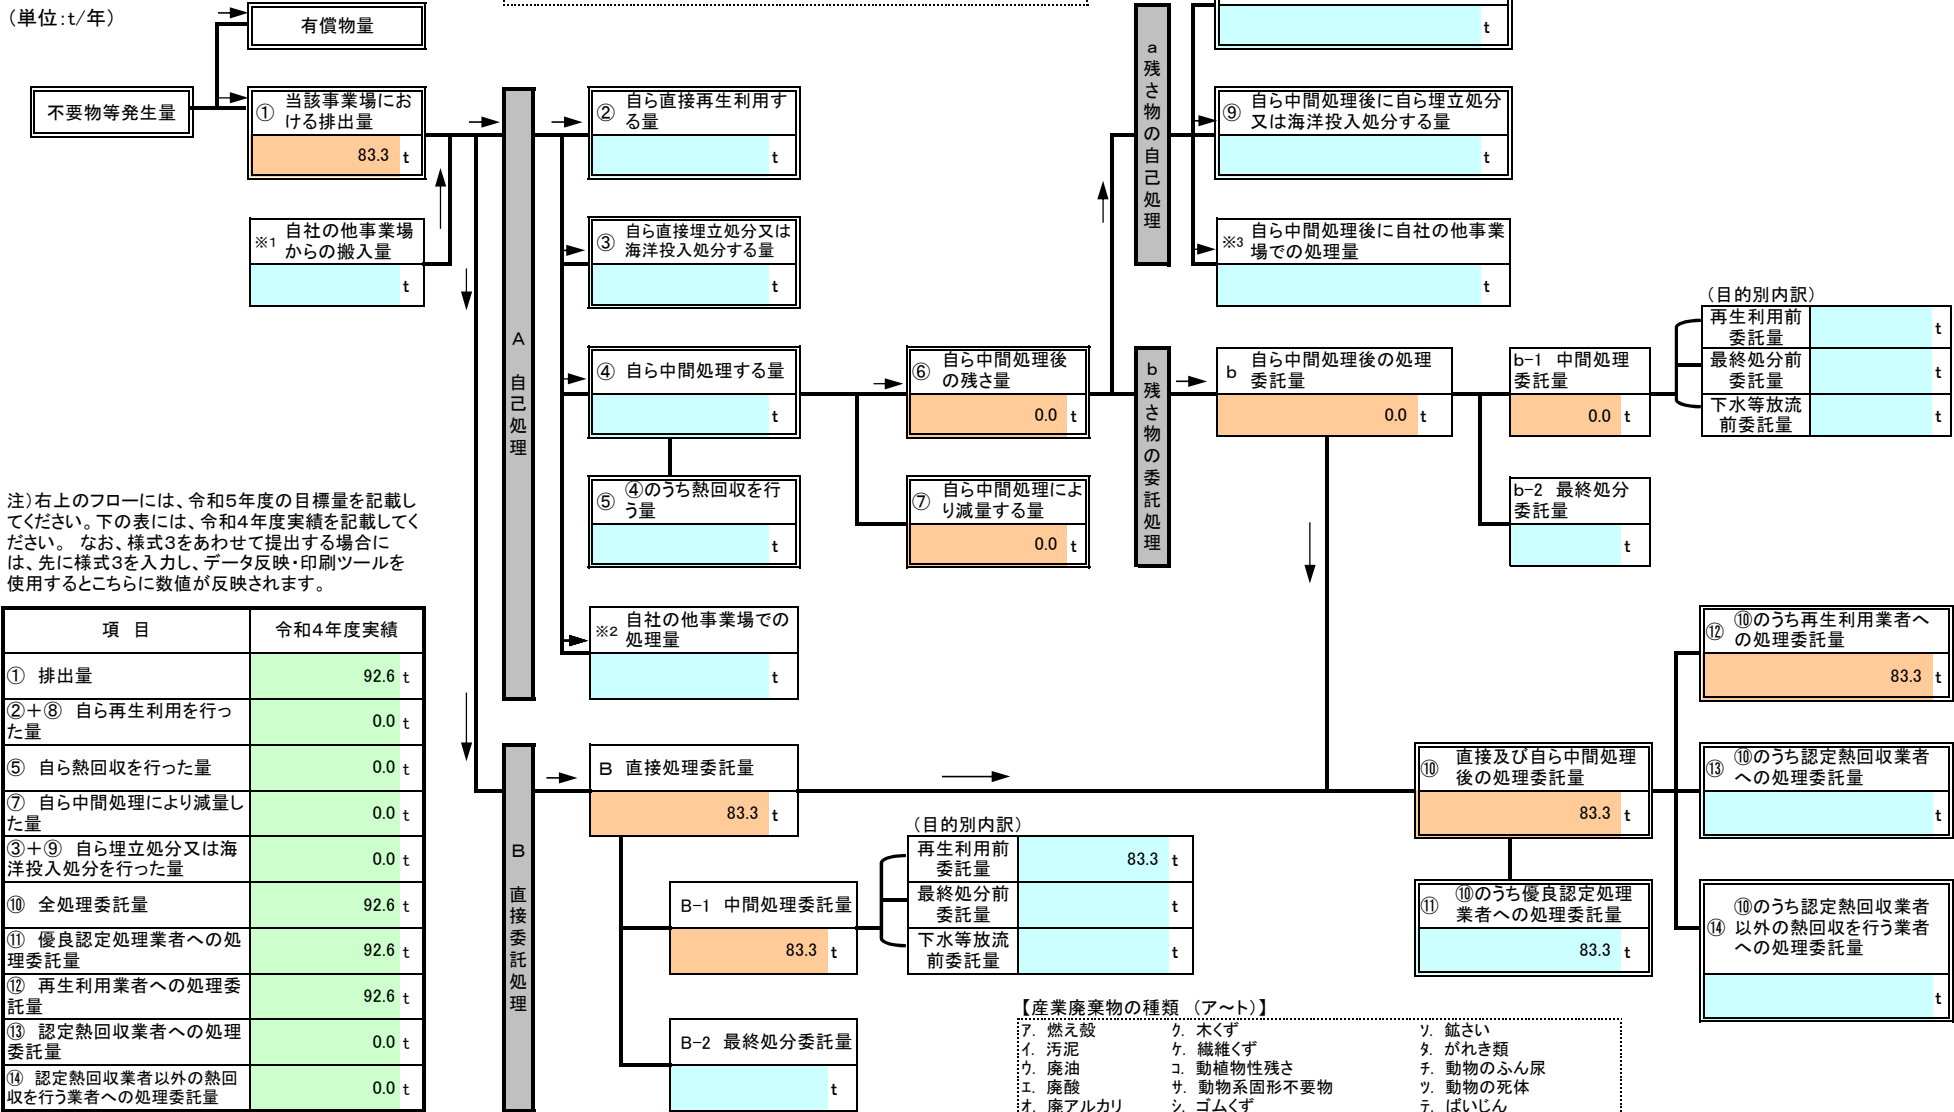 （単位：t/年）
有償物量
不要物等発生量
① 当該事業場にお
ける排出量
83.3 t
※1 自社の他事業場
からの搬入量
t
A 自己処理
② 自ら直接再生利用す
る量
t
③ 自ら直接埋立処分又は
海洋投入処分する量
t
④ 自ら中間処理する量
t
⑤ ④のうち熱回収を行
う量
t
※2 自社の他事業場での
処理量
t
⑥ 自ら中間処理後
の残さ量
0.0 t
⑦ 自ら中間処理によ
り減量する量
0.0 t
a 残さ物の自己処理
t
⑨ 自ら中間処理後に自ら埋立処分
又は海洋投入処分する量
t
※3 自ら中間処理後に自社の他事業
場での処理量
t
b 残さ物の委託処理
b 自ら中間処理後の処理
委託量
0.0 t
b-1 中間処理
委託量
0.0 t
（目的別内訳）
再生利用前
委託量
t
最終処分前
委託量
t
下水等放流
前委託量
t
b-2 最終処分
委託量
t
注）右上のフローには、令和５年度の目標量を記載し
てください。下の表には、令和４年度実績を記載してく
ださい。 なお、様式３をあわせて提出する場合に
は、先に様式３を入力し、データ反映・印刷ツールを
使用するとこちらに数値が反映されます。
項 目 令和４年度実績
① 排出量 92.6 t
②＋⑧ 自ら再生利用を行っ
た量 0.0 t
⑤ 自ら熱回収を行った量 0.0 t
⑦ 自ら中間処理により減量し
た量 0.0 t
③＋⑨ 自ら埋立処分又は海
洋投入処分を行った量 0.0 t
⑩ 全処理委託量 92.6 t
⑪ 優良認定処理業者への処
理委託量 92.6 t
⑫ 再生利用業者への処理委
託量 92.6 t
⑬ 認定熱回収業者への処理
委託量 0.0 t
⑭ 認定熱回収業者以外の熱回
収を行う業者への処理委託量 0.0 t
B 直接委託処理
B 直接処理委託量
83.3 t
B-1 中間処理委託量
83.3 t
（目的別内訳）
再生利用前
委託量
83.3 t
最終処分前
委託量
t
下水等放流
前委託量
t
B-2 最終処分委託量
t
⑩ 直接及び自ら中間処理
後の処理委託量
83.3 t
⑪ ⑩のうち優良認定処理
業者への処理委託量
83.3 t
⑫ ⑩のうち再生利用業者へ
の処理委託量
83.3 t
⑬ ⑩のうち認定熱回収業者
への処理委託量
t
⑭ ⑩のうち認定熱回収業者
以外の熱回収を行う業者
への処理委託量
t
【産業廃棄物の種類 （ア～ト）】
ア. 燃え殻 ク. 木くず ソ. 鉱さい
イ. 汚泥 ケ. 繊維くず タ. がれき類
ウ. 廃油 コ. 動植物性残さ チ. 動物のふん尿
エ. 廃酸 サ. 動物系固形不要物 ツ. 動物の死体
オ. 廃アルカリ シ. ゴムくず テ. ばいじん